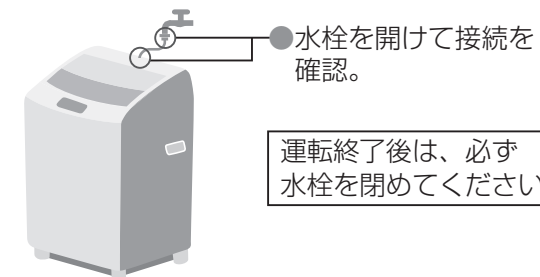 ●水栓を開けて接続を
確認。
運転終了後は、必ず
水栓を閉めてください